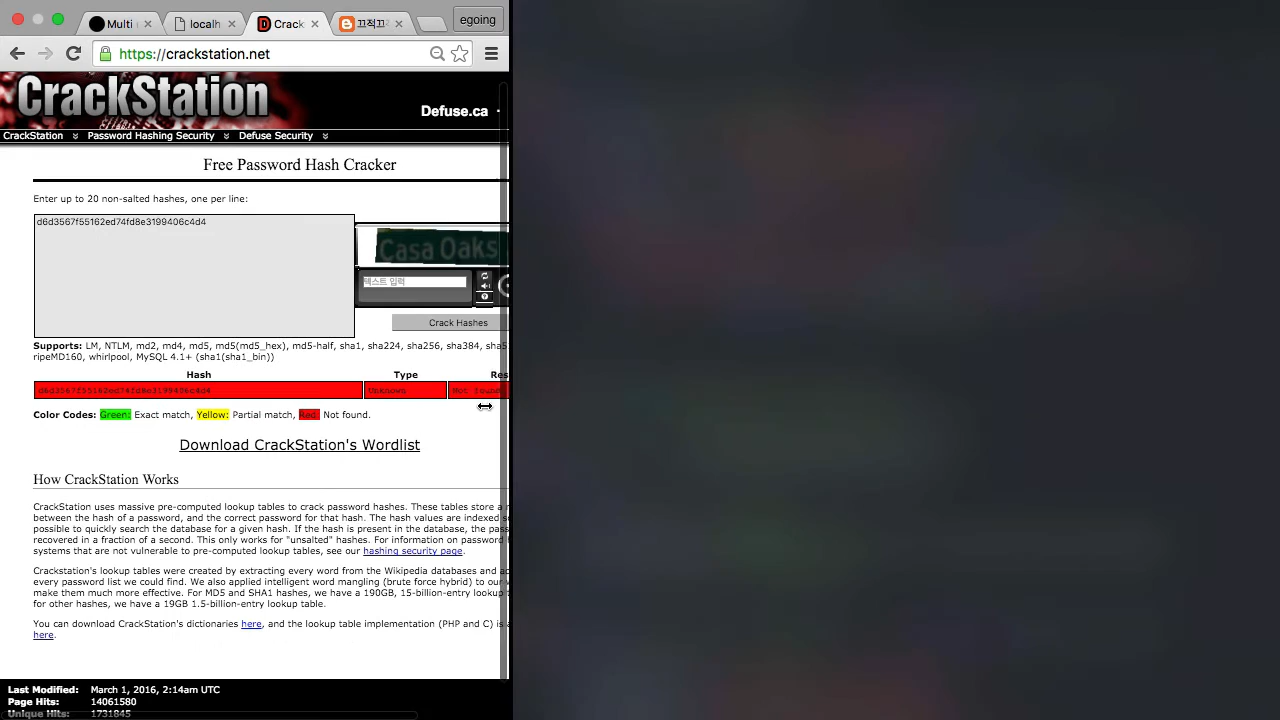 Multi
localh
Crack
끄적끄
egoing
https://crackstation.net
CrackStation
Defuse.ca
CrackStation
Password Hashing Security
Defuse Security
Free Password Hash Cracker
Enter up to 20 non-salted hashes, one per line:
d6d3567f55162ed74fd8e3199406c4d4
Casa Oaks
텍스트 입력
Crack Hashes
Supports: LM, NTLM, md2, md4, md5, md5(md5_hex), md5-half, sha1, sha224, sha256, sha384, sha5
ripeMD160, whirlpool, MySQL 4.1+ (sha1(sha1_bin))
Hash Type Res
d6d3567f55162ed74fd8e3199406c4d4 Unknown Not found
Color Codes: Green: Exact match, Yellow: Partial match, Red: Not found.
Download CrackStation's Wordlist
How CrackStation Works
CrackStation uses massive pre-computed lookup tables to crack password hashes. These tables store a
between the hash of a password, and the correct password for that hash. The hash values are indexed s
possible to quickly search the database for a given hash. If the hash is present in the database, the pas
recovered in a fraction of a second. This only works for "unsalted" hashes. For information on password
systems that are not vulnerable to pre-computed lookup tables, see our hashing security page.
Crackstation's lookup tables were created by extracting every word from the Wikipedia databases and a
every password list we could find. We also applied intelligent word mangling (brute force hybrid) to our
make them much more effective. For MD5 and SHA1 hashes, we have a 190GB, 15-billion-entry lookup
for other hashes, we have a 19GB 1.5-billion-entry lookup table.
You can download CrackStation's dictionaries here, and the lookup table implementation (PHP and C) is a
here.
Last Modified: March 1, 2016, 2:14am UTC
Page Hits: 14061580
Unique Hits: 1731845